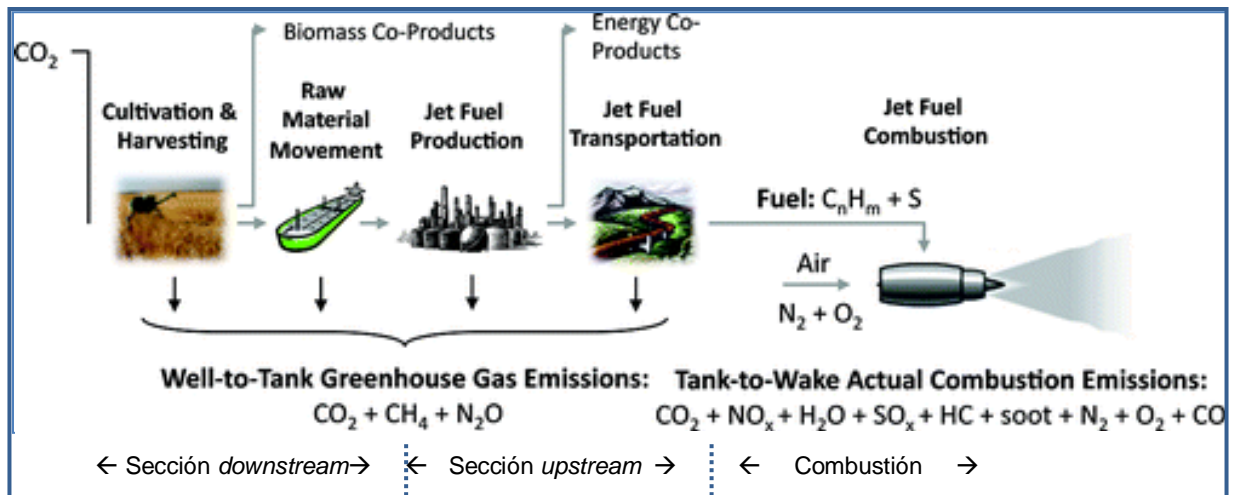 CO₂
Biomass Co-Products
Energy Co-
Products
Cultivation &
Harvesting
Raw
Material
Movement
Jet Fuel
Production
Jet Fuel
Transportation
Jet Fuel
Combustion
Fuel: CₙHₘ + S
Air
N₂ + O₂
Well-to-Tank Greenhouse Gas Emissions:
CO₂ + CH₄ + N₂O
Tank-to-Wake Actual Combustion Emissions:
CO₂ + NOₓ + H₂O + SOₓ + HC + soot + N₂ + O₂ + CO
← Sección downstream→
← Sección upstream →
← Combustión →